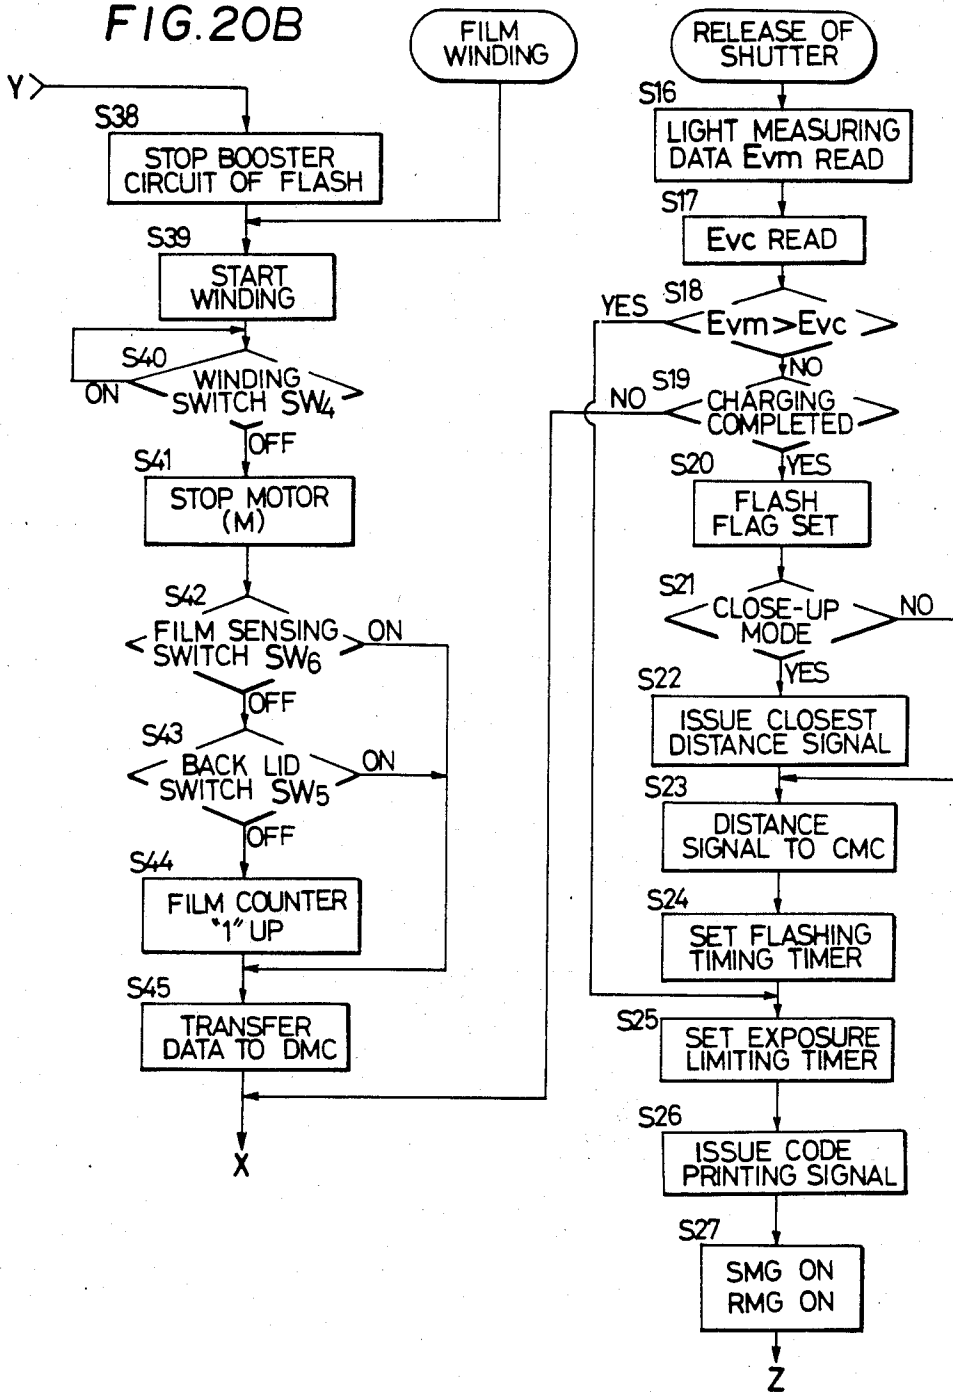 FIG.20B
FILM
WINDING
Y
S38
STOP BOOSTER
CIRCUIT OF FLASH
S39
START
WINDING
S40
WINDING
SWITCH SW4
ON
OFF
S41
STOP MOTOR
(M)
S42
FILM SENSING
SWITCH SW6
ON
OFF
S43
BACK LID
SWITCH SW5
ON
OFF
S44
FILM COUNTER
"1" UP
S45
TRANSFER
DATA TO DMC
X
RELEASE OF
SHUTTER
S16
LIGHT MEASURING
DATA Evm READ
S17
Evc READ
S18
YES
Evm>Evc
NO
S19
NO
CHARGING
COMPLETED
YES
S20
FLASH
FLAG SET
S21
CLOSE-UP
MODE
NO
YES
S22
ISSUE CLOSEST
DISTANCE SIGNAL
S23
DISTANCE
SIGNAL TO CMC
S24
SET FLASHING
TIMING TIMER
S25
SET EXPOSURE
LIMITING TIMER
S26
ISSUE CODE
PRINTING SIGNAL
S27
SMG ON
RMG ON
Z